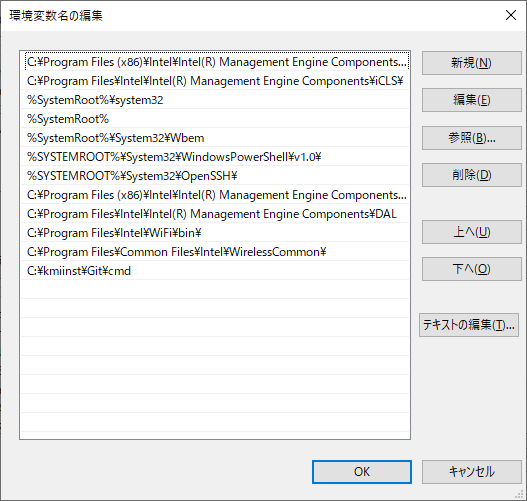 環境変数名の編集
C:¥Program Files (x86)¥Intel¥Intel(R) Management Engine Components...
C:¥Program Files¥Intel¥Intel(R) Management Engine Components¥iCLS¥
%SystemRoot%¥system32
%SystemRoot%
%SystemRoot%¥System32¥Wbem
%SYSTEMROOT%¥System32¥WindowsPowerShell¥v1.0¥
%SYSTEMROOT%¥System32¥OpenSSH¥
C:¥Program Files (x86)¥Intel¥Intel(R) Management Engine Components...
C:¥Program Files¥Intel¥Intel(R) Management Engine Components¥DAL
C:¥Program Files¥Intel¥WiFi¥bin¥
C:¥Program Files¥Common Files¥Intel¥WirelessCommon¥
C:¥kmiinst¥Git¥cmd
新規(N)
編集(E)
参照(B)...
削除(D)
上へ(U)
下へ(O)
テキストの編集(T)...
OK
キャンセル